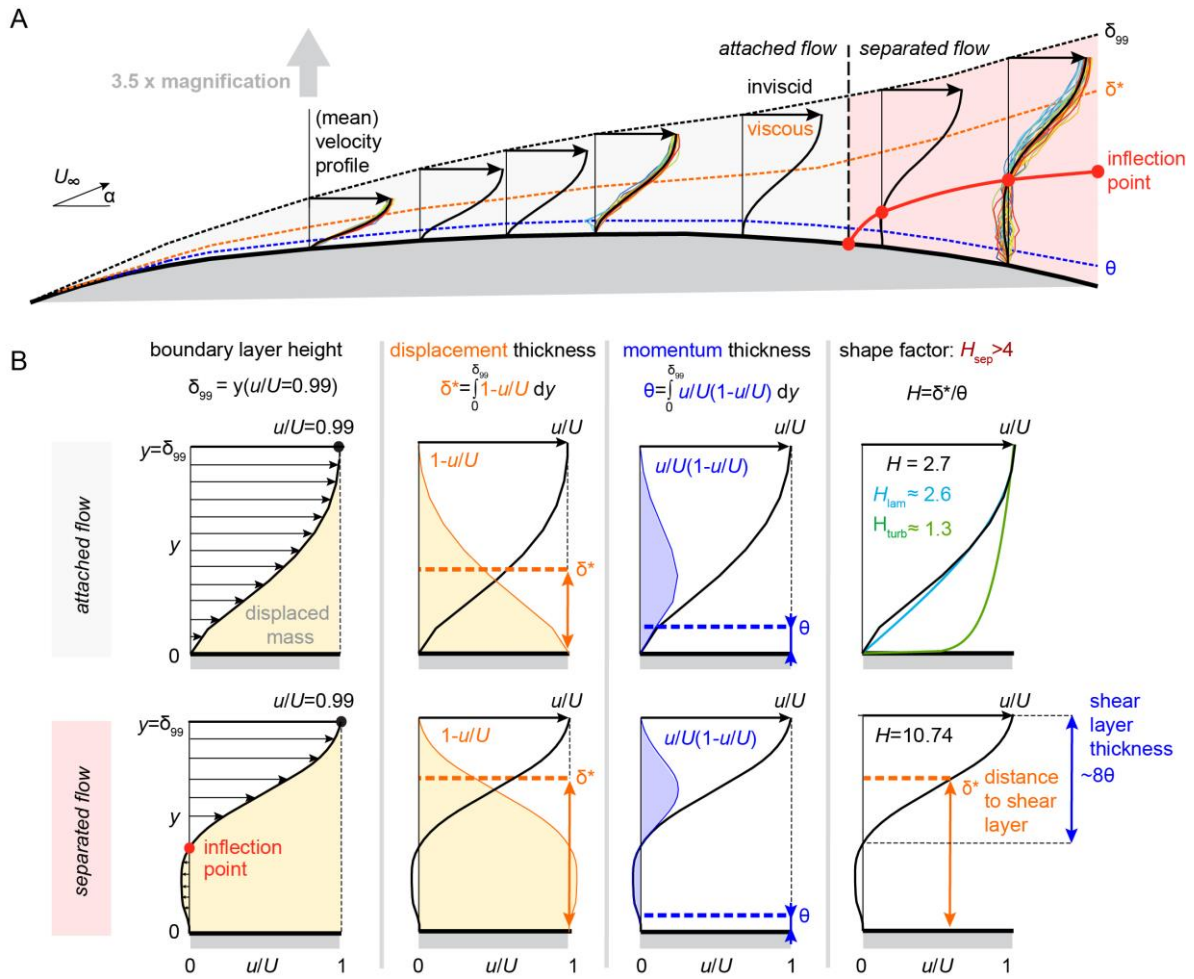 A
attached flow
separated flow
δ99
δ*
3.5 x magnification
(mean)
velocity
profile
inviscid
viscous
inflection
point
U∞
α
θ
B
boundary layer height
δ99 = y(u/U=0.99)
displacement thickness
δ*=∫0δ99 1-u/U dy
momentum thickness
θ=∫0δ99 u/U(1-u/U) dy
shape factor: Hsep>4
H=δ*/θ
attached flow
u/U=0.99
y=δ99
y
displaced
mass
0
u/U
1-u/U
δ*
u/U
u/U(1-u/U)
θ
u/U
H = 2.7
Hlam≈ 2.6
Hturb≈ 1.3
separated flow
u/U=0.99
y=δ99
y
inflection
point
0
0 u/U 1
u/U
1-u/U
δ*
0 u/U 1
u/U
u/U(1-u/U)
θ
0 u/U 1
u/U
H=10.74
δ*
distance
to shear
layer
shear
layer
thickness
~8θ
0 u/U 1